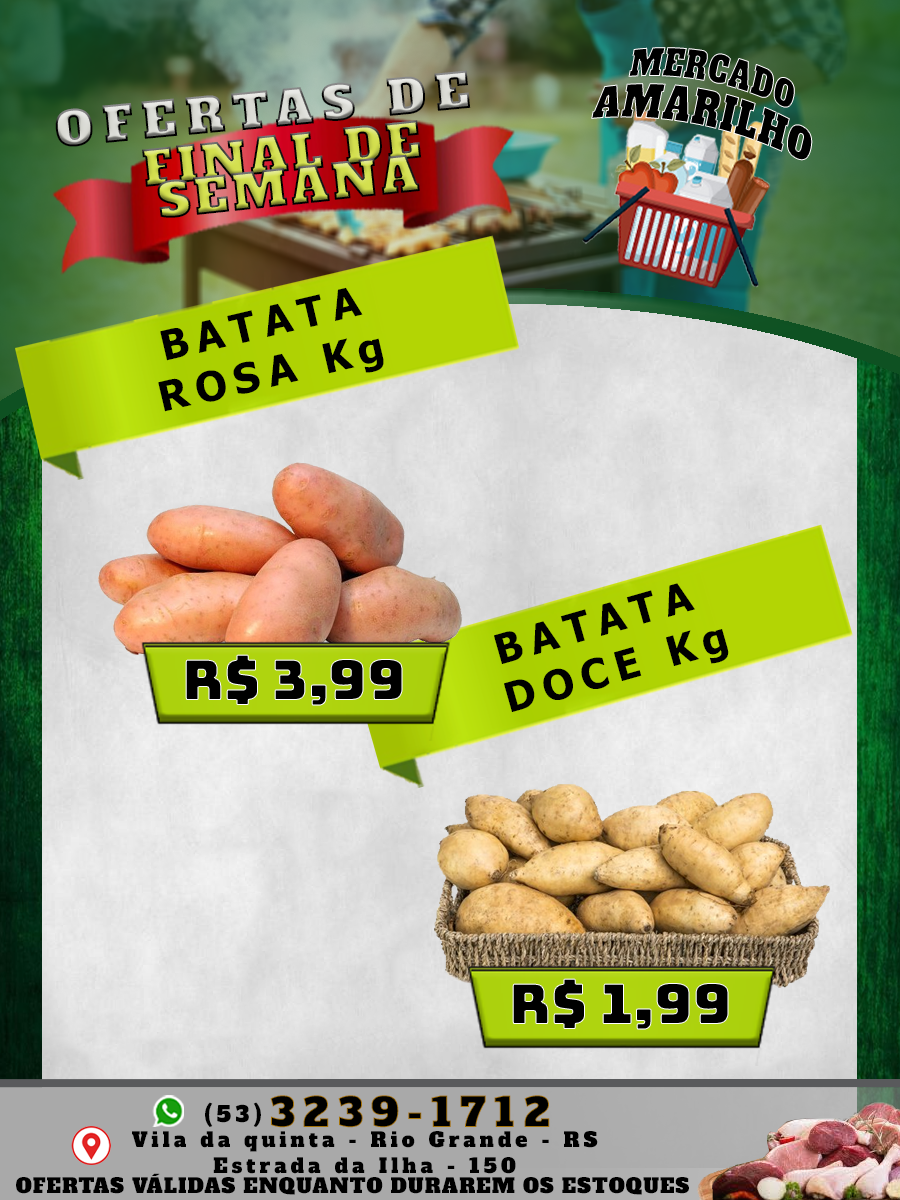 OFERTAS DE
FINAL DE
SEMANA
MERCADO
AMARILHO
BATATA
ROSA Kg
R$ 3,99
BATATA
DOCE Kg
R$ 1,99
(53) 3239-1712
Vila da quinta - Rio Grande - RS
Estrada da Ilha - 150
OFERTAS VÁLIDAS ENQUANTO DURAREM OS ESTOQUES